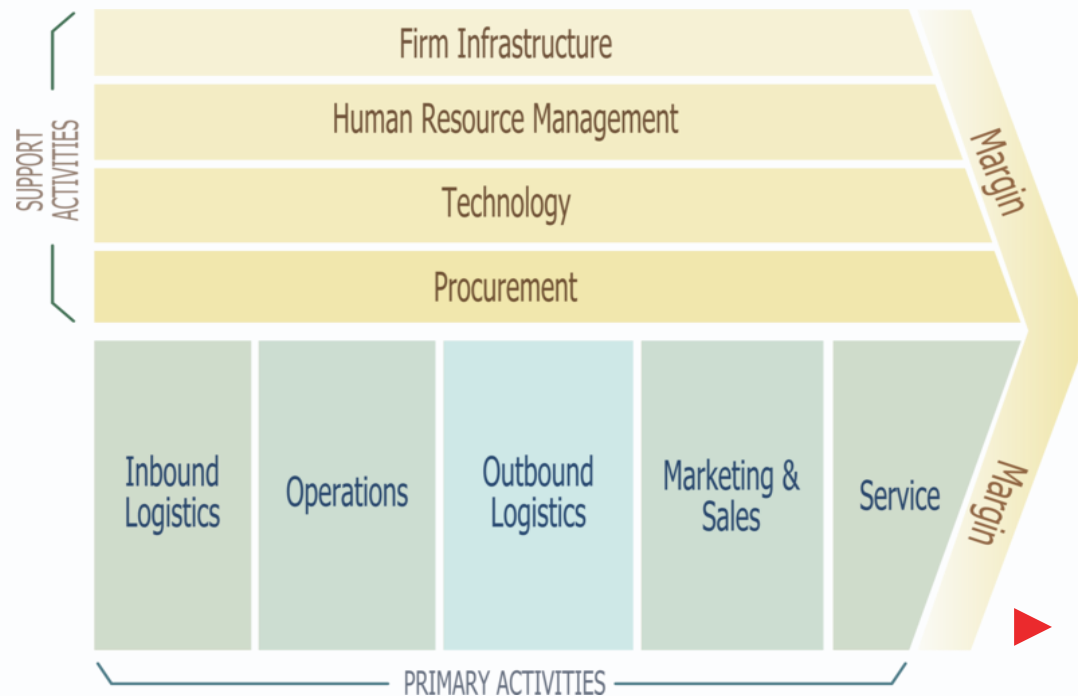 Firm Infrastructure
Human Resource Management
Technology
Procurement
SUPPORT
ACTIVITIES
Margin
Inbound
Logistics
Operations
Outbound
Logistics
Marketing &
Sales
Service
Margin
PRIMARY ACTIVITIES